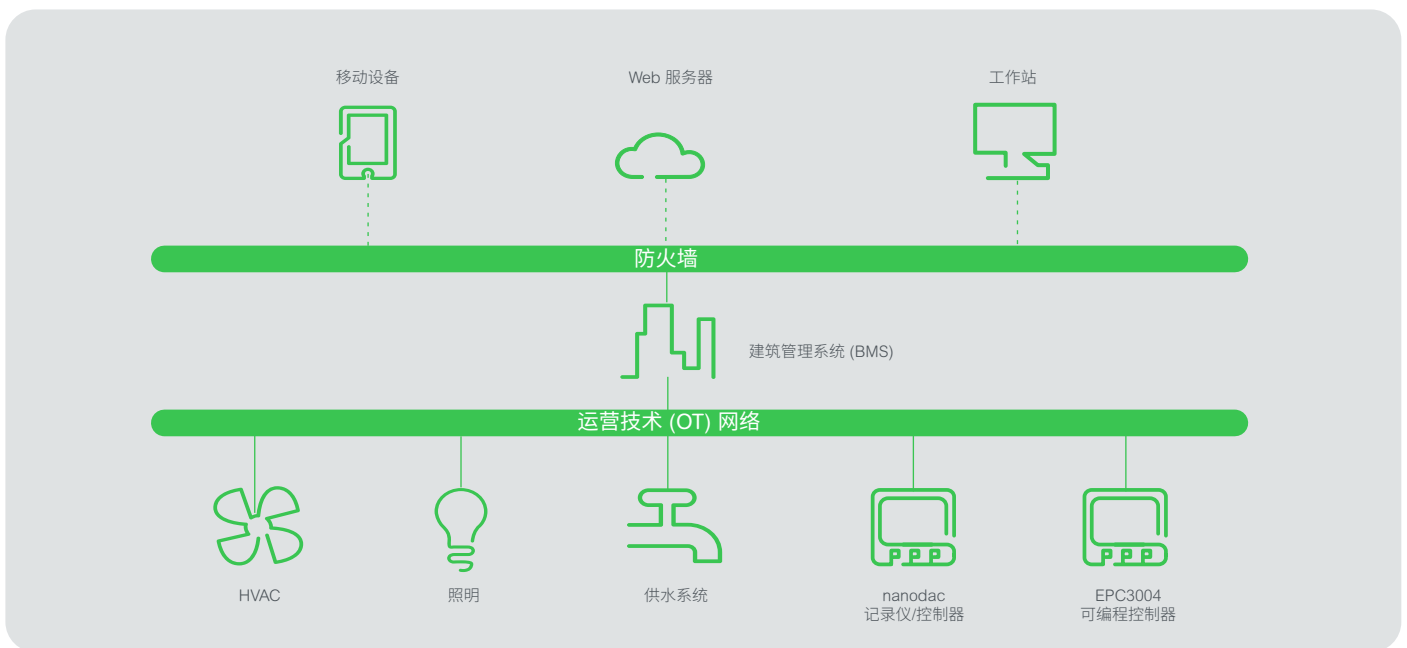 移动设备
Web 服务器
工作站
防火墙
建筑管理系统 (BMS)
运营技术 (OT) 网络
HVAC
照明
供水系统
nanodac
记录仪/控制器
EPC3004
可编程控制器